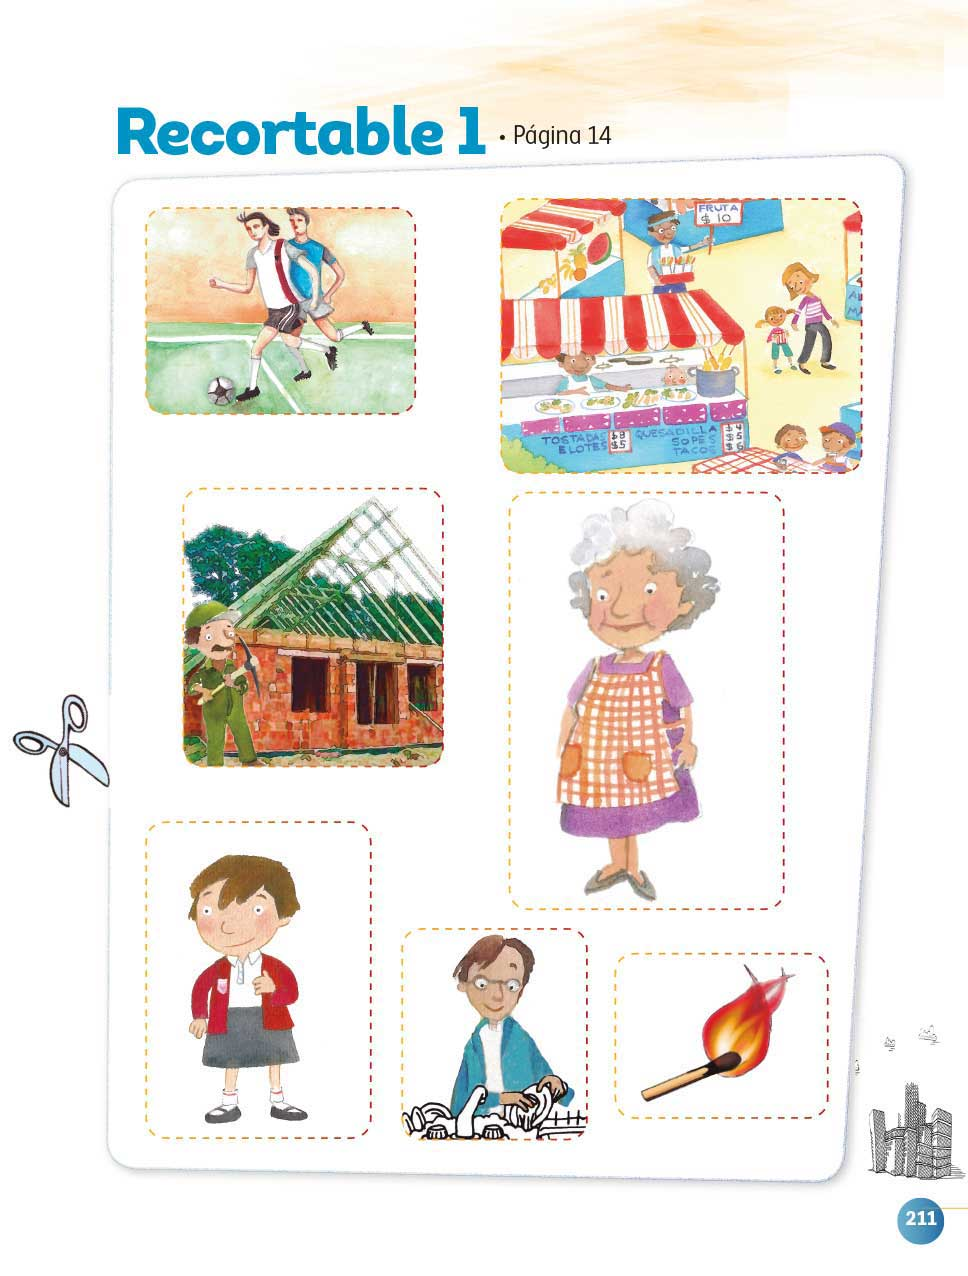 Recortable 1 • Página 14
FRUTA
$ 10
TOSTADAS $8
ELOTES $5
QUESADILLA $4
SOPES $5
TACOS $6
211